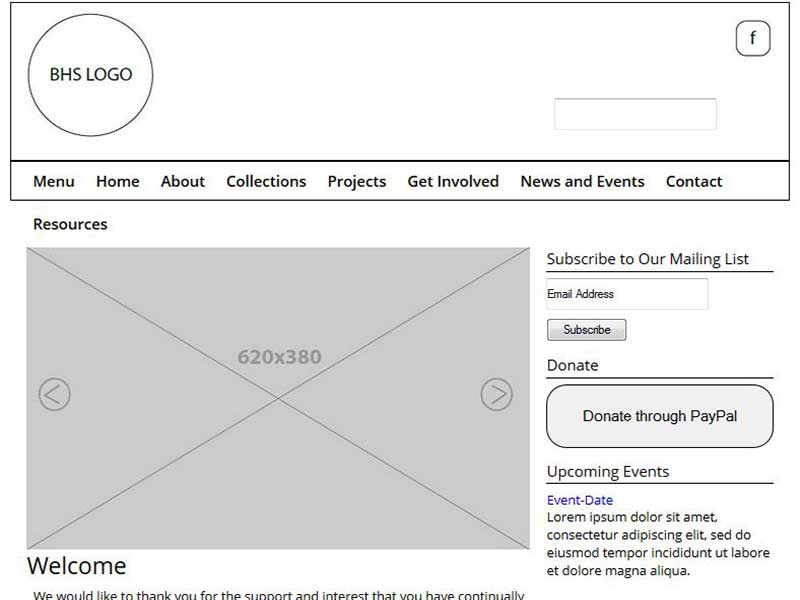 BHS LOGO
f
Menu Home About Collections Projects Get Involved News and Events Contact
Resources
620x380
Welcome
We would like to thank you for the support and interest that you have continually
Subscribe to Our Mailing List
Email Address
Subscribe
Donate
Donate through PayPal
Upcoming Events
Event-Date
Lorem ipsum dolor sit amet,
consectetur adipiscing elit, sed do
eiusmod tempor incididunt ut labore
et dolore magna aliqua.